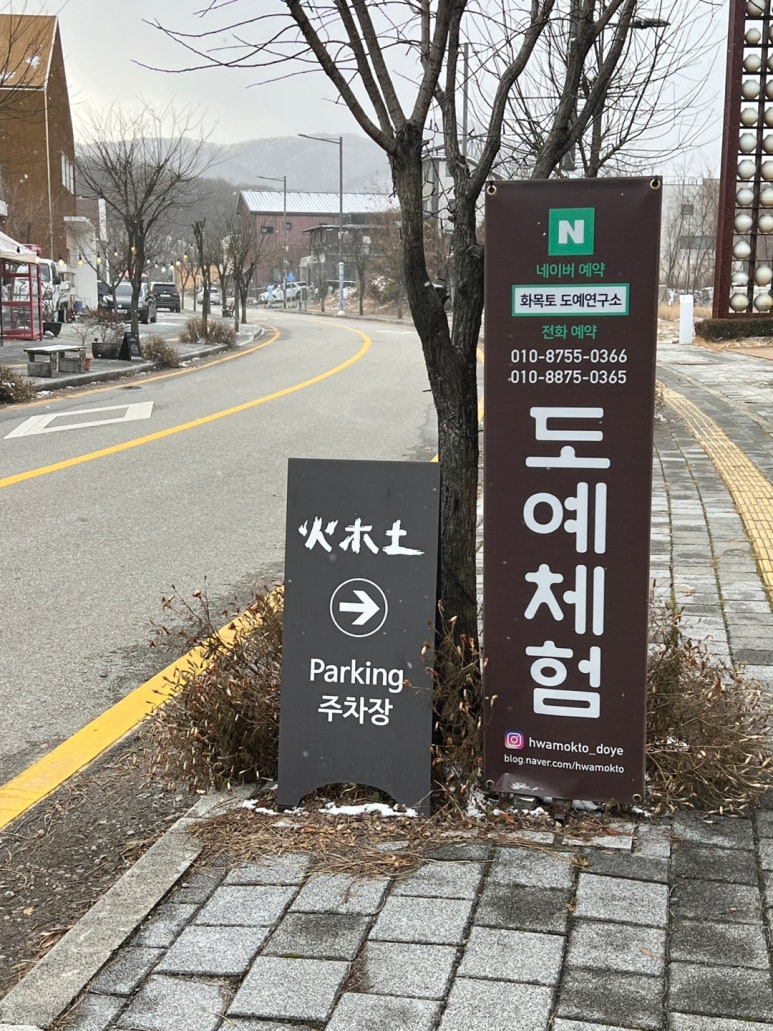 火木土
Parking
주차장
N
네이버 예약
화목토 도예연구소
전화 예약
010-8755-0366
010-8875-0365
도예체험
hwamokto_doye
blog.naver.com/hwamokto